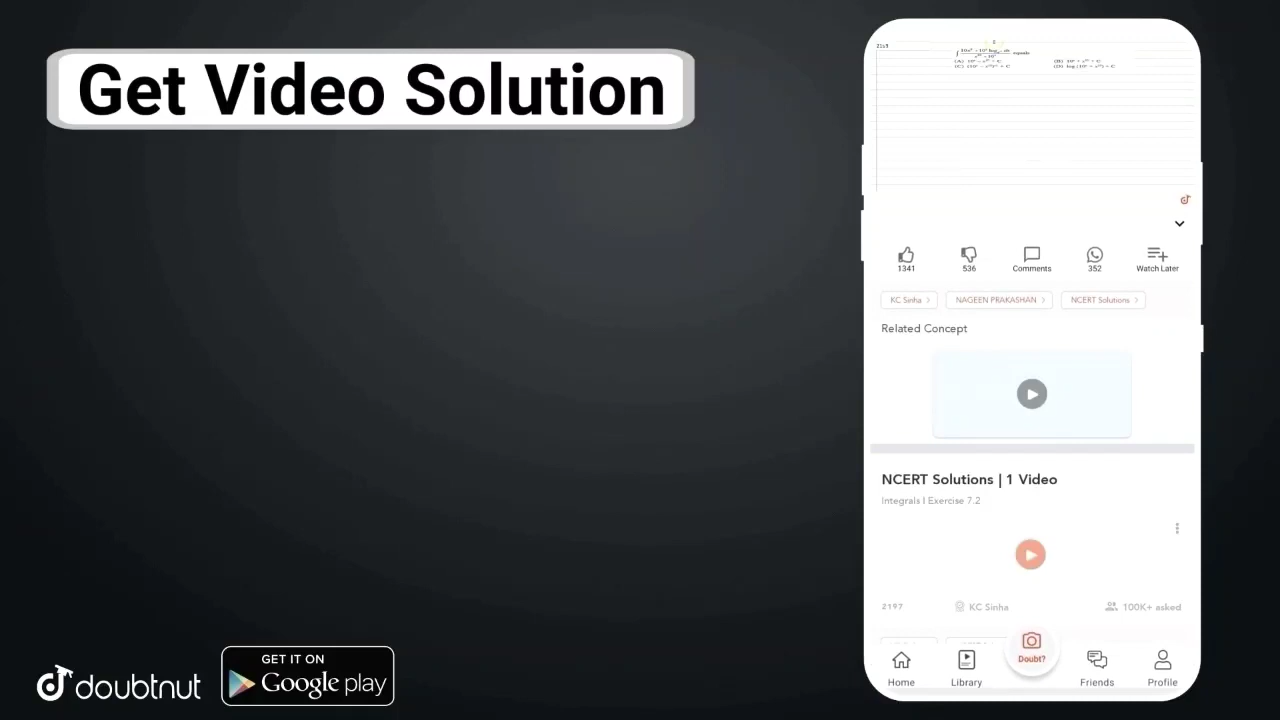 Get Video Solution
equals
1341
536
Comments
352
Watch Later
KC Sinha
NAGEEN PRAKASHAN
NCERT Solutions
Related Concept
NCERT Solutions | 1 Video
Integrals I Exercise 7.2
2197
KC Sinha
100K+ asked
Doubt?
Home
Library
Friends
Profile
doubtnut
GET IT ON
Google play